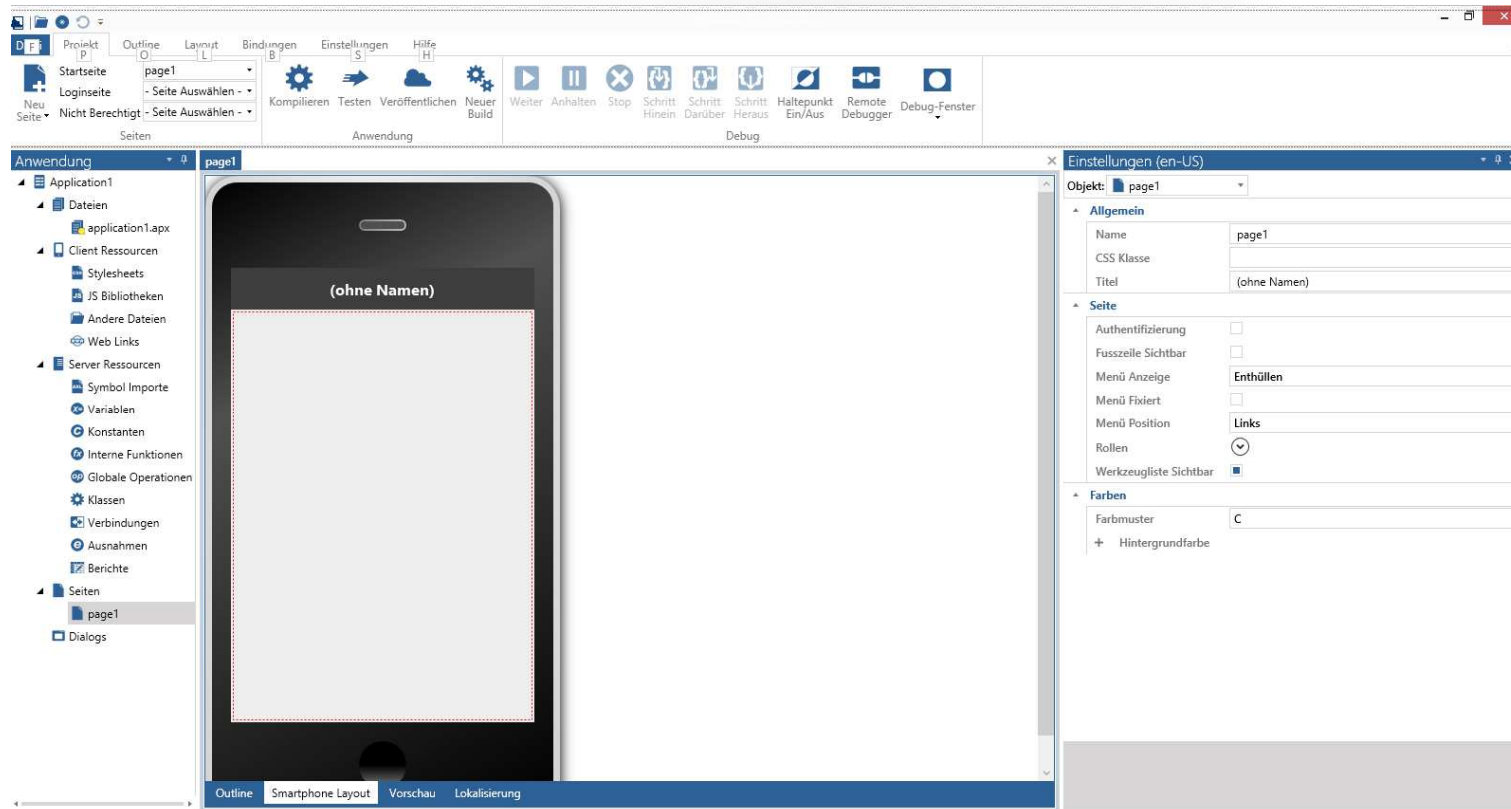 D F i Projekt Outline Layout Bindungen Einstellungen Hilfe
P O L B S H
Neu Seite
Startseite page1
Loginseite - Seite Auswählen -
Nicht Berechtigt - Seite Auswählen -
Kompilieren Testen Veröffentlichen Neuer Build
Weiter Anhalten Stop Schritt Hinein Schritt Darüber Schritt Heraus Haltepunkt Ein/Aus Remote Debugger Debug-Fenster
Seiten Anwendung Debug
Anwendung
Application1
Dateien
application1.apx
Client Ressourcen
Stylesheets
JS Bibliotheken
Andere Dateien
Web Links
Server Ressourcen
Symbol Importe
Variablen
Konstanten
Interne Funktionen
Globale Operationen
Klassen
Verbindungen
Ausnahmen
Berichte
Seiten
page1
Dialogs
page1
(ohne Namen)
Outline Smartphone Layout Vorschau Lokalisierung
Einstellungen (en-US)
Objekt: page1
Allgemein
Name page1
CSS Klasse
Titel (ohne Namen)
Seite
Authentifizierung
Fusszeile Sichtbar
Menü Anzeige Enthüllen
Menü Fixiert
Menü Position Links
Rollen
Werkzeugliste Sichtbar
Farben
Farbmuster C
+ Hintergrundfarbe